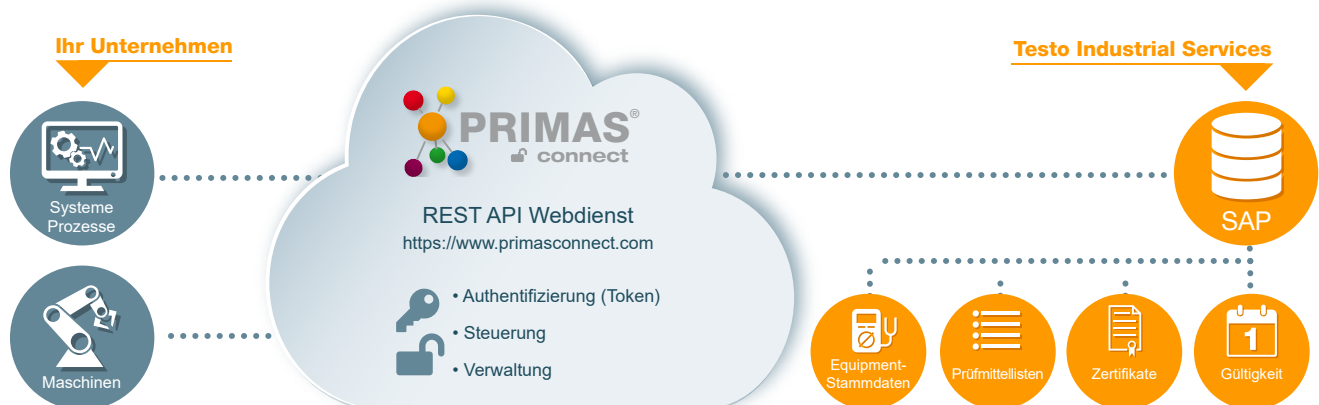 Ihr Unternehmen
Testo Industrial Services
PRIMAS®
connect
Systeme
Prozesse
SAP
REST API Webdienst
https://www.primasconnect.com
• Authentifizierung (Token)
• Steuerung
• Verwaltung
Maschinen
1
Equipment-
Stammdaten
Prüfmittellisten
Zertifikate
Gültigkeit